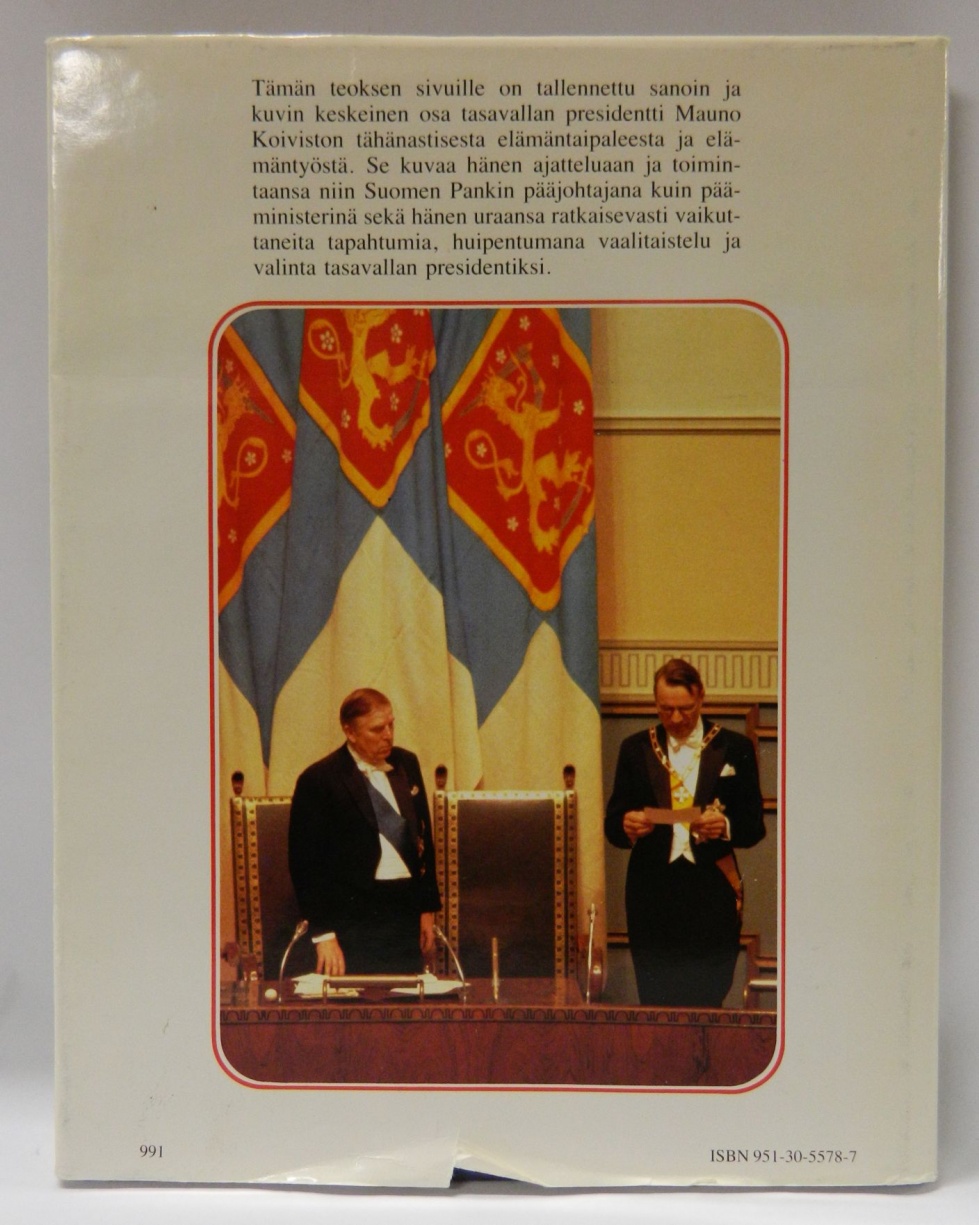 Tämän teoksen sivuille on tallennettu sanoin ja
kuvin keskeinen osa tasavallan presidentti Mauno
Koiviston tähänastisesta elämäntaipaleesta ja elä-
mäntyöstä. Se kuvaa hänen ajatteluaan ja toimin-
taansa niin Suomen Pankin pääjohtajana kuin pää-
ministerinä sekä hänen uraansa ratkaisevasti vaikut-
taneita tapahtumia, huipentumana vaalitaistelu ja
valinta tasavallan presidentiksi.
991
ISBN 951-30-5578-7